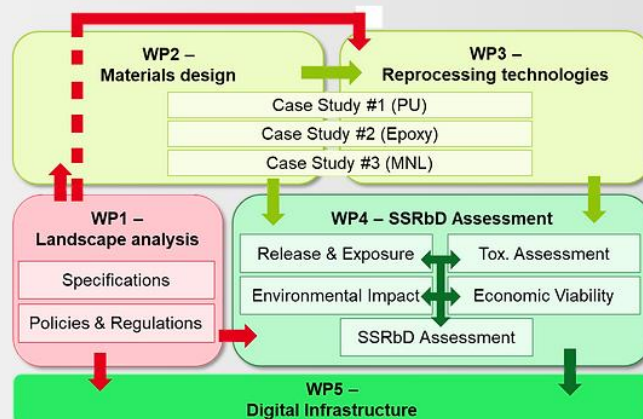 WP2 –
Materials design
WP3 –
Reprocessing technologies
Case Study #1 (PU)
Case Study #2 (Epoxy)
Case Study #3 (MNL)
WP1 –
Landscape analysis
Specifications
Policies & Regulations
WP4 – SSRbD Assessment
Release & Exposure
Tox. Assessment
Environmental Impact
Economic Viability
SSRbD Assessment
WP5 –
Digital Infrastructure